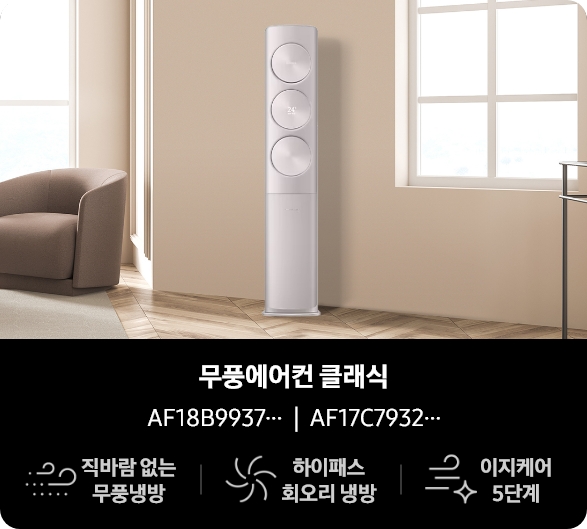 무풍에어컨 클래식
AF18B9937··· | AF17C7932···
직바람 없는
무풍냉방
하이패스
회오리 냉방
이지케어
5단계